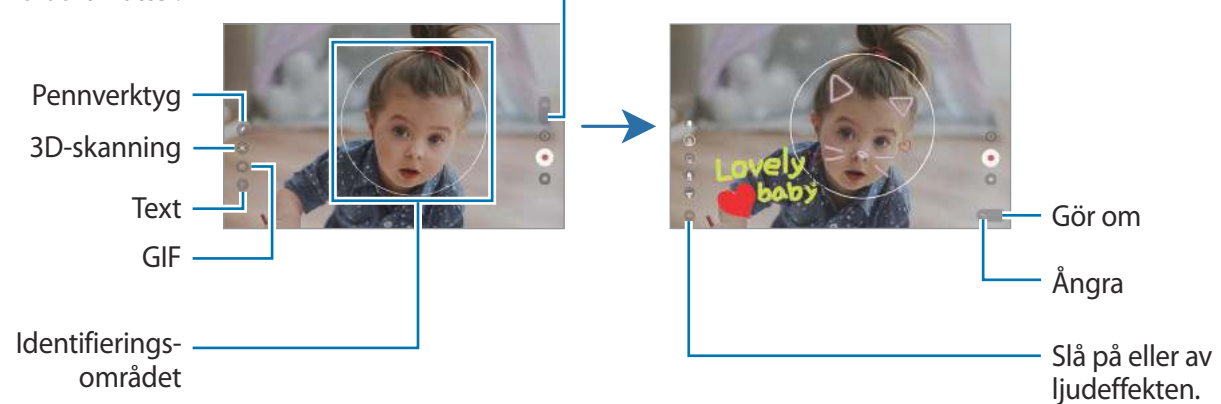 Pennverktyg
3D-skanning
Text
GIF
Identifierings-
området
Lovely
baby
Gör om
Ångra
Slå på eller av
ljudeffekten.